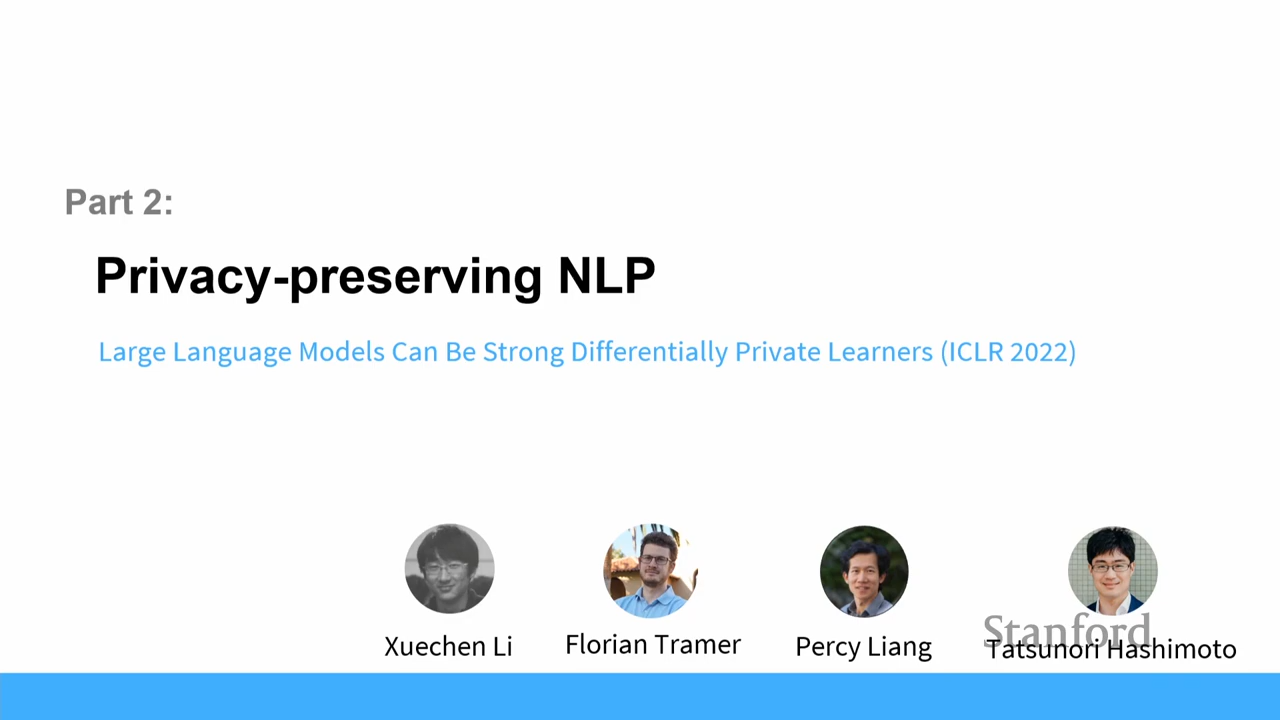 Part 2:
Privacy-preserving NLP
Large Language Models Can Be Strong Differentially Private Learners (ICLR 2022)
Xuechen Li
Florian Tramer
Percy Liang
Stanford
Tatsunori Hashimoto